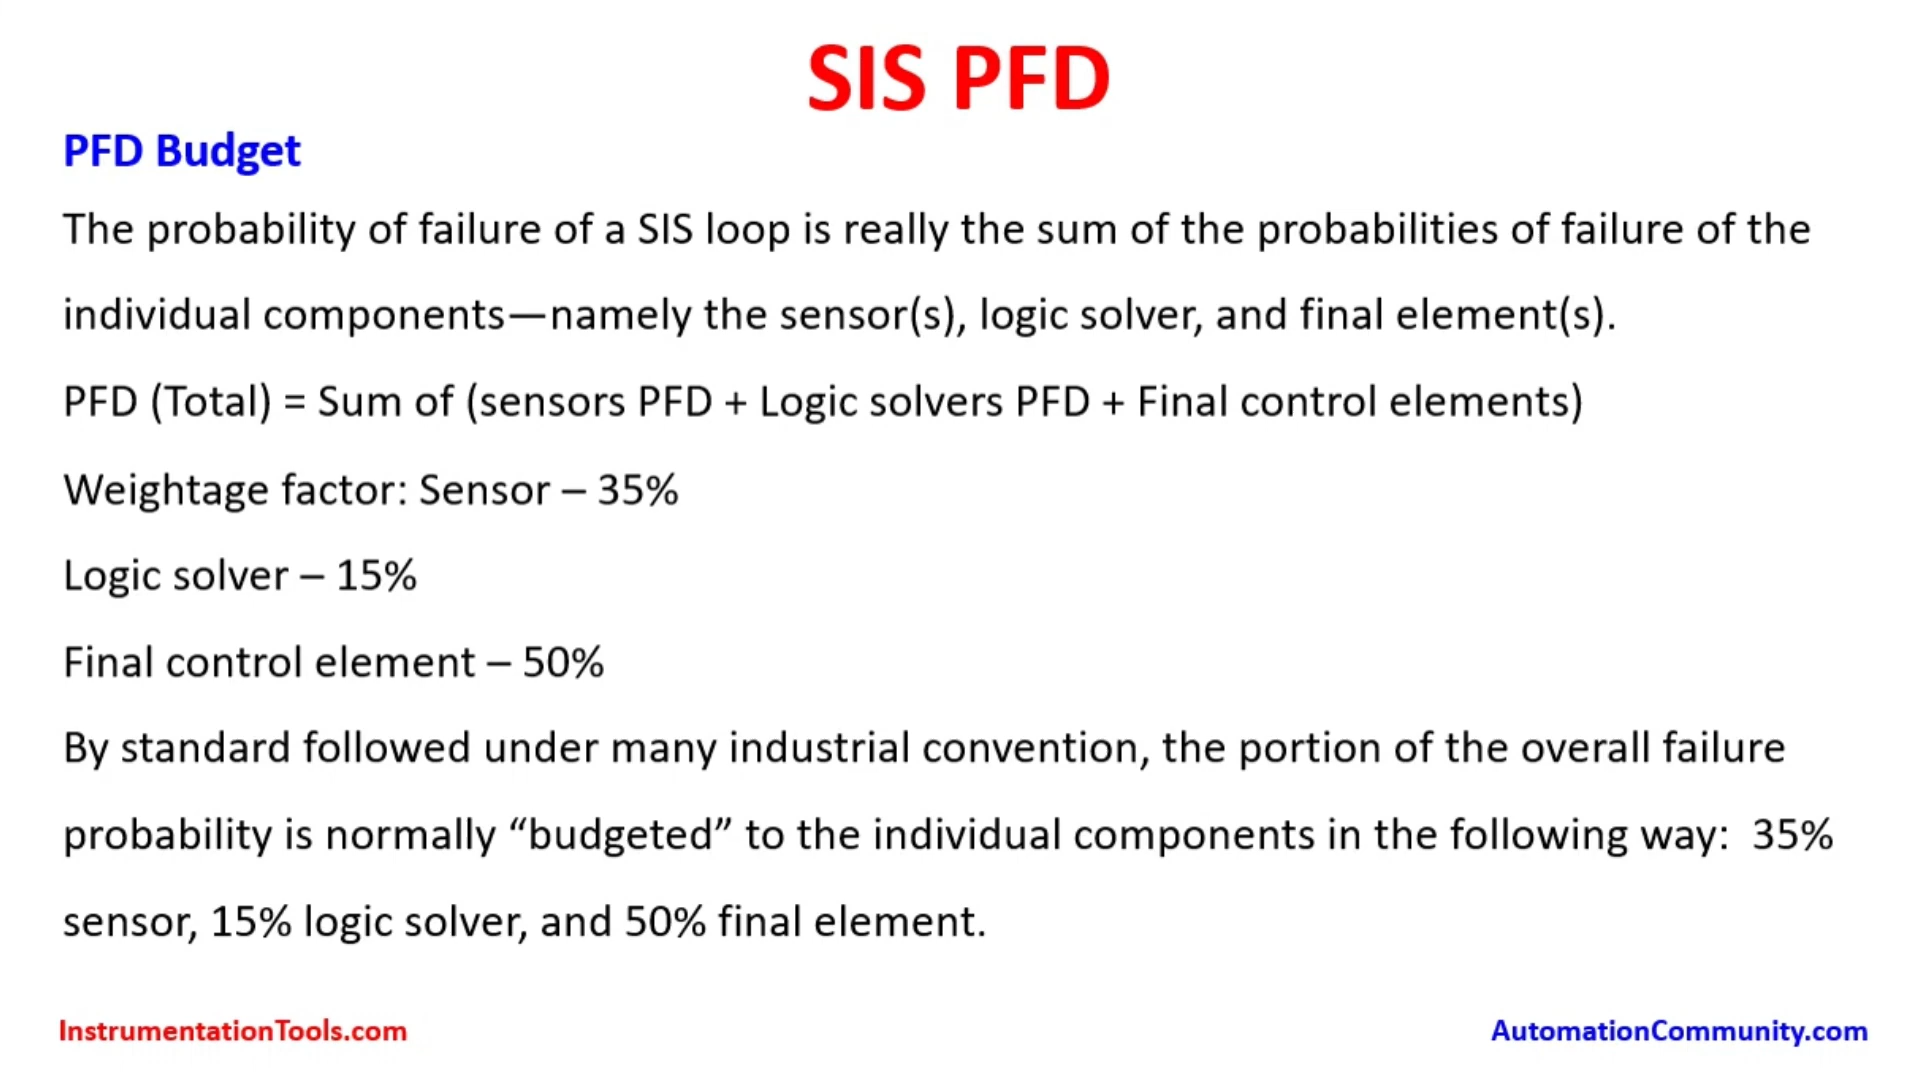 SIS PFD
PFD Budget
The probability of failure of a SIS loop is really the sum of the probabilities of failure of the
individual components—namely the sensor(s), logic solver, and final element(s).
PFD (Total) = Sum of (sensors PFD + Logic solvers PFD + Final control elements)
Weightage factor: Sensor – 35%
Logic solver – 15%
Final control element – 50%
By standard followed under many industrial convention, the portion of the overall failure
probability is normally “budgeted” to the individual components in the following way:  35%
sensor, 15% logic solver, and 50% final element.
InstrumentationTools.com
AutomationCommunity.com